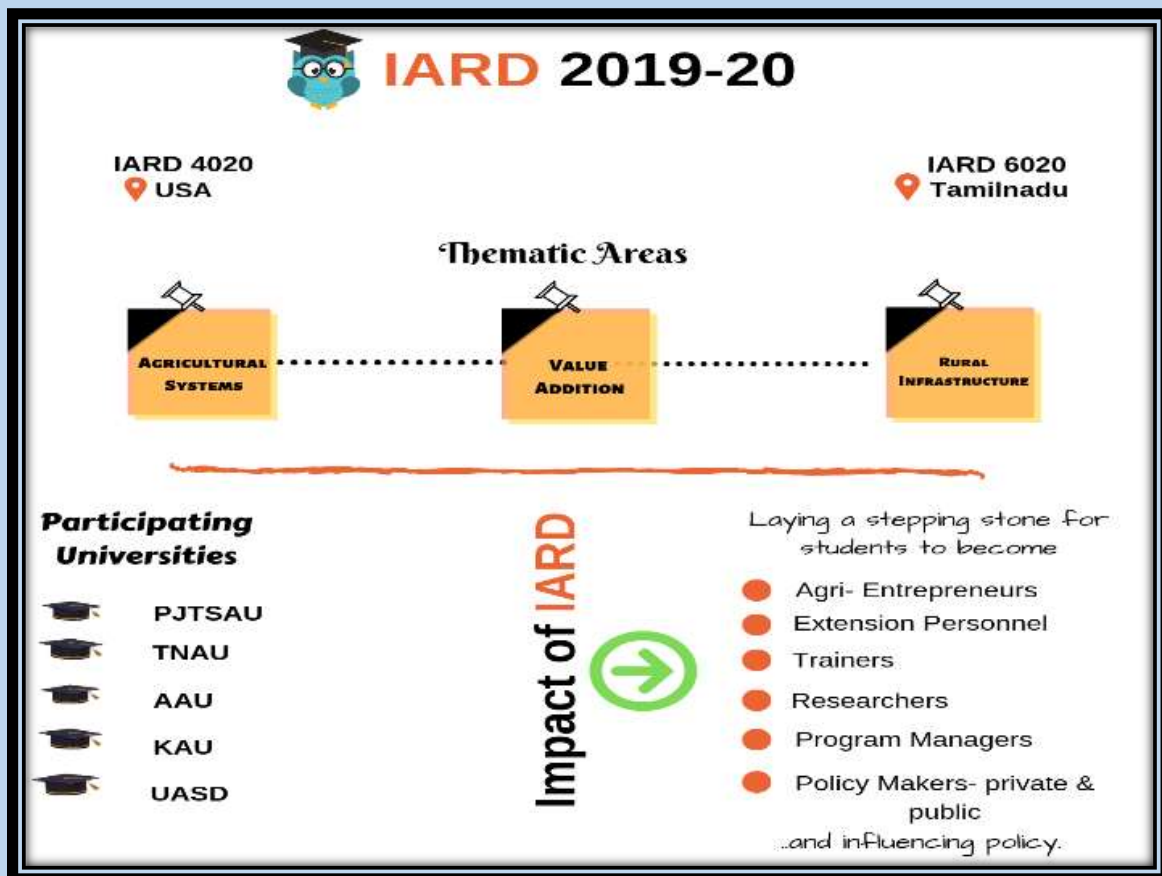 IARD 2019-20
IARD 4020
USA
IARD 6020
Tamilnadu
Thematic Areas
AGRICULTURAL
SYSTEMS
VALUE
ADDITION
RURAL
INFRASTRUCTURE
Participating
Universities
PJTSAU
TNAU
AAU
KAU
UASD
Impact of IARD
Laying a stepping stone for
students to become
Agri- Entrepreneurs
Extension Personnel
Trainers
Researchers
Program Managers
Policy Makers- private &
public
..and influencing policy.